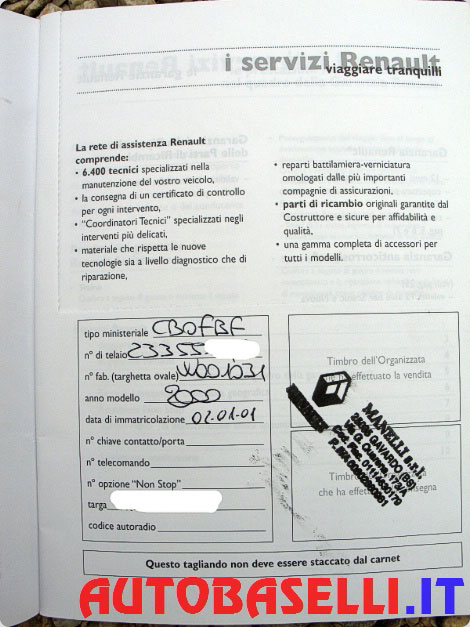 i servizi Renault
viaggiare tranquilli
La rete di assistenza Renault
comprende:
• 6.400 tecnici specializzati nella
manutenzione del vostro veicolo,
• la consegna di un certificato di controllo
per ogni intervento,
• "Coordinatori Tecnici" specializzati negli
interventi più delicati,
• materiale che rispetta le nuove
tecnologie sia a livello diagnostico che di
riparazione,
• reparti battilamiera-verniciatura
omologati dalle più importanti
compagnie di assicurazioni,
• parti di ricambio originali garantite dal
Costruttore e sicure per affidabilità e
qualità,
• una gamma completa di accessori per
tutti i modelli.
tipo ministeriale CB0FBF
n° di telaio 23355
n° fab. (targhetta ovale) W001031
anno modello 2000
data di immatricolazione 02-01-01
n° chiave contatto/porta
n° telecomando
n° opzione "Non Stop"
targa
codice autoradio
Timbro dell'Organizzata
ha effettuato la vendita
Timbro
che ha effettuato
MANELLI s.r.l.
GAVARDO (BS)
Questo tagliando non deve essere staccato dal carnet
AUTOBASELLI.IT